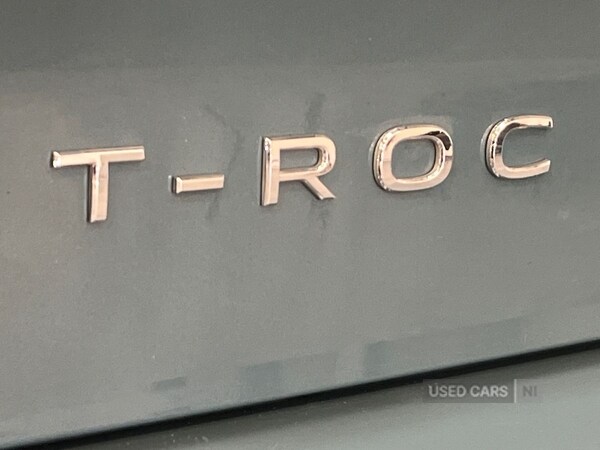 T-ROC
USED CARS | NI